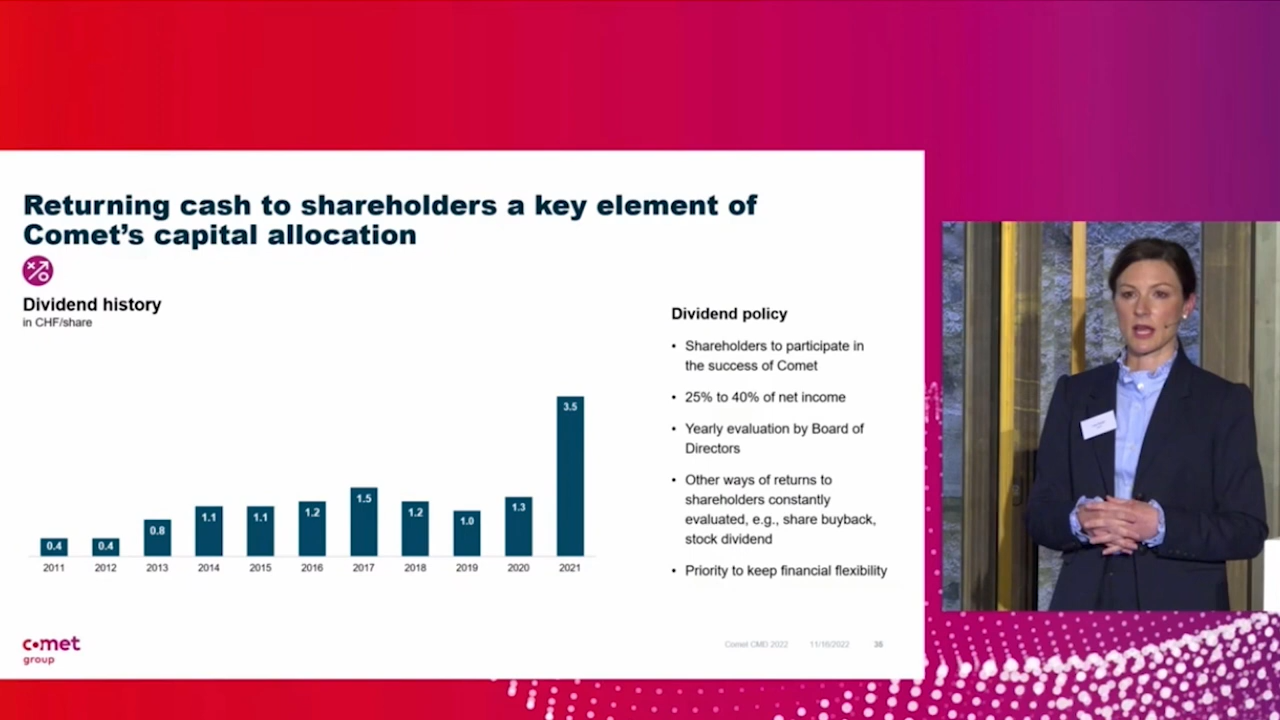 Returning cash to shareholders a key element of
Comet's capital allocation
Dividend history
in CHF/share
0.4
0.4
0.8
1.1
1.1
1.2
1.5
1.2
1.0
1.3
3.5
2011 2012 2013 2014 2015 2016 2017 2018 2019 2020 2021
Dividend policy
• Shareholders to participate in
the success of Comet
• 25% to 40% of net income
• Yearly evaluation by Board of
Directors
• Other ways of returns to
shareholders constantly
evaluated, e.g., share buyback,
stock dividend
• Priority to keep financial flexibility
comet
group
Comet CMD 2022 11/16/2022